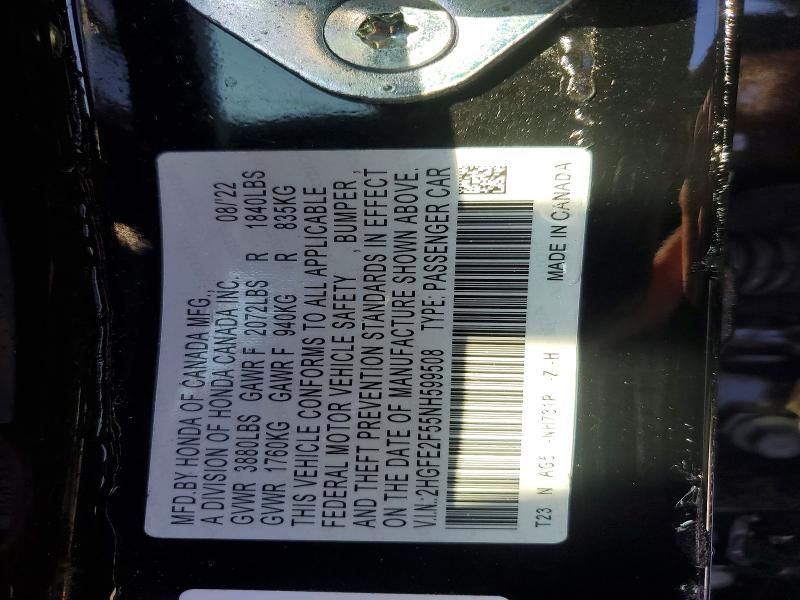 MFD.BY HONDA OF CANADA MFG., 08/'22
A DIVISION OF HONDA CANADA INC.
GVWR 3880LBS GAWR F 2072LBS R 1840LBS
GVWR 1760KG GAWR F 940KG R 835KG
THIS VEHICLE CONFORMS TO ALL APPLICABLE
FEDERAL MOTOR VEHICLE SAFETY , BUMPER ,
AND THEFT PREVENTION STANDARDS IN EFFECT
ON THE DATE OF MANUFACTURE SHOWN ABOVE.
V.I.N.:2HGFE2F55NH599508 TYPE: PASSENGER CAR
T23 N AG5 -NH731P -Z -H
MADE IN CANADA